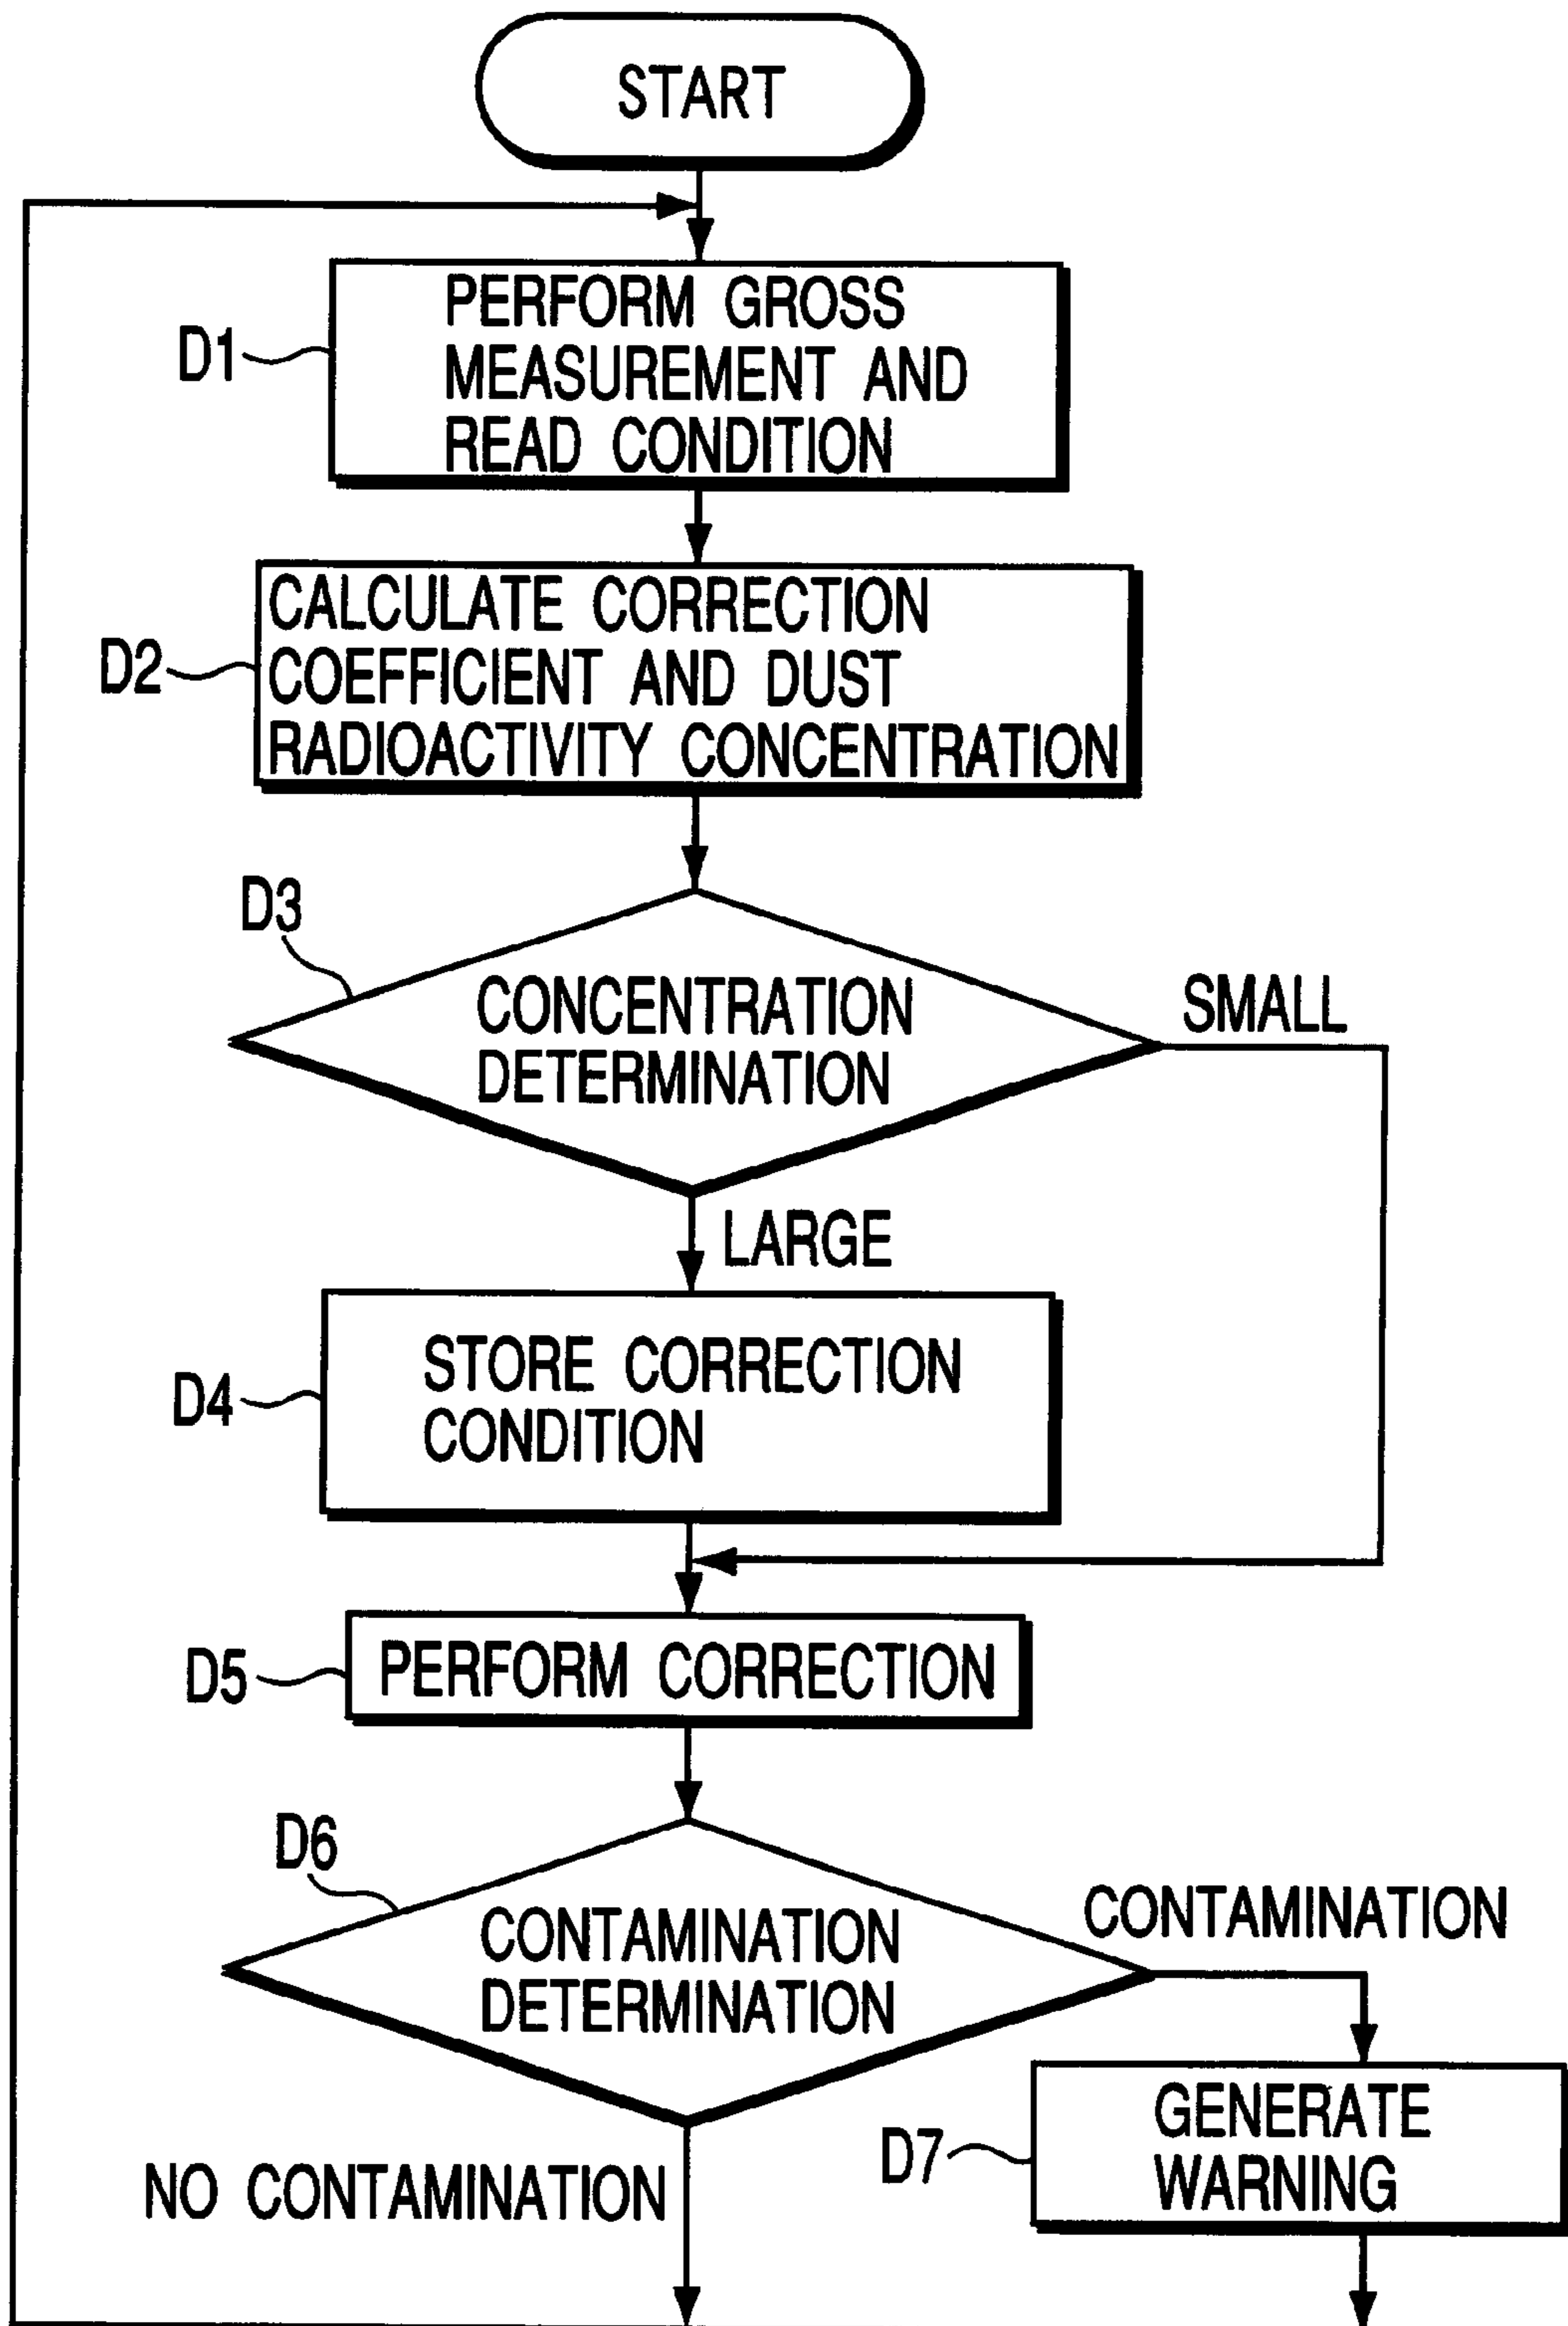 START
D1
PERFORM GROSS
MEASUREMENT AND
READ CONDITION
D2
CALCULATE CORRECTION
COEFFICIENT AND DUST
RADIOACTIVITY CONCENTRATION
D3
CONCENTRATION
DETERMINATION
SMALL
LARGE
D4
STORE CORRECTION
CONDITION
D5
PERFORM CORRECTION
D6
CONTAMINATION
DETERMINATION
CONTAMINATION
NO CONTAMINATION
D7
GENERATE
WARNING